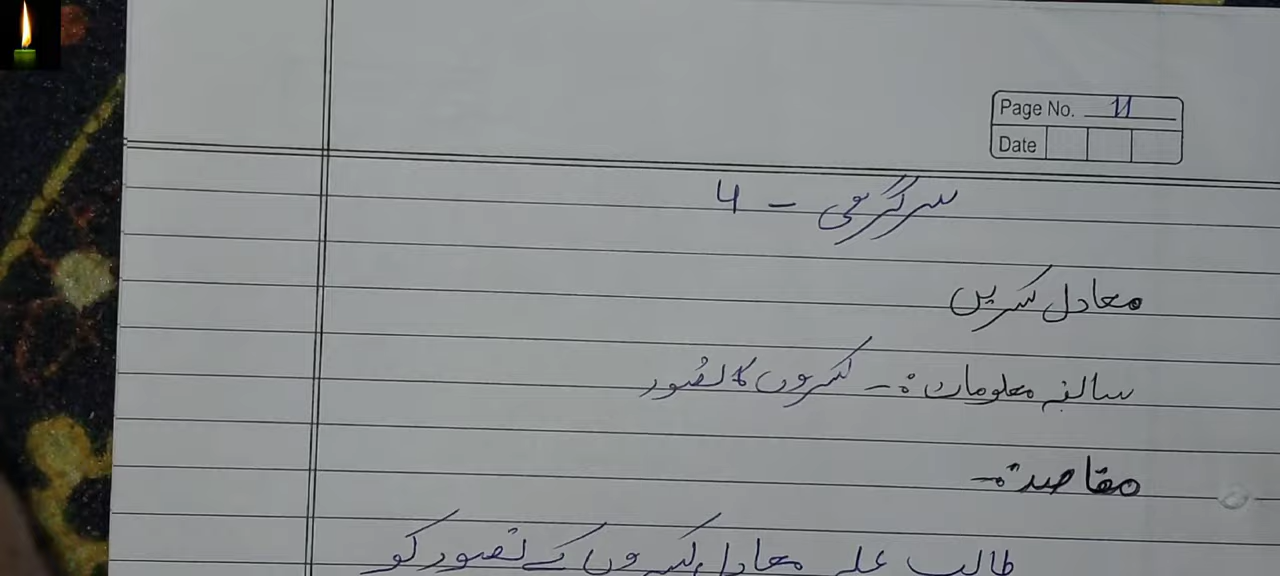 Page No. 11
Date
سرگرمی - 4
معادل کسریں
سابقہ معلومات :- کسروں کا تصور
مقاصد :-
طالب علم معادل کسروں کے تصور کو